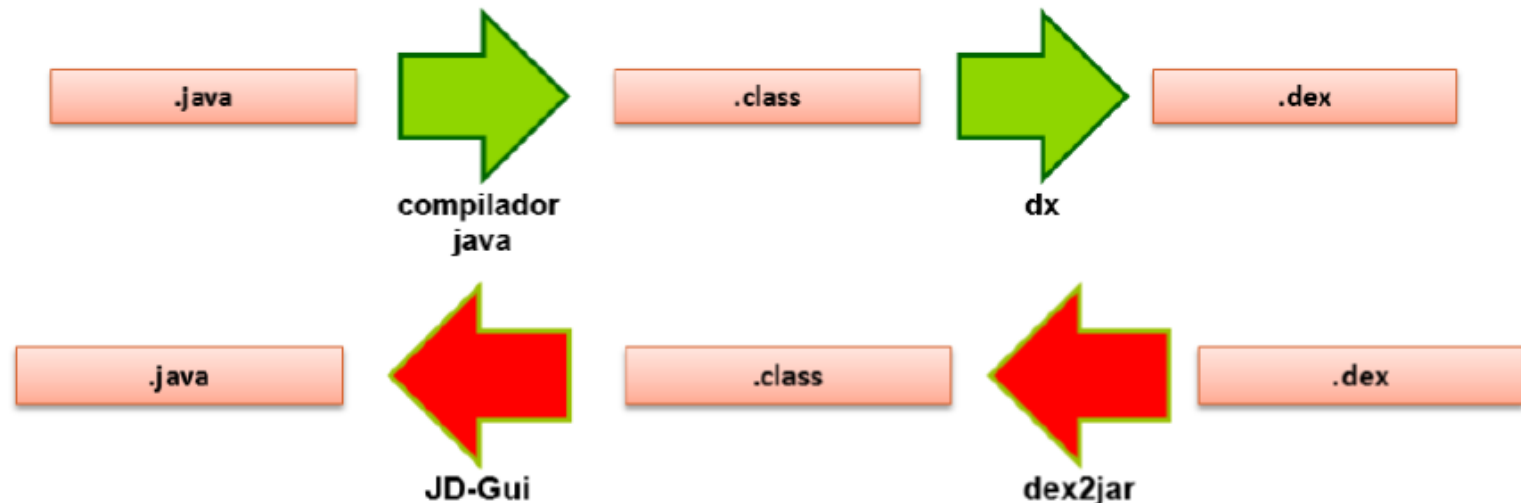 .java
.class
.dex
compilador
java
dx
.java
.class
.dex
JD-Gui
dex2jar